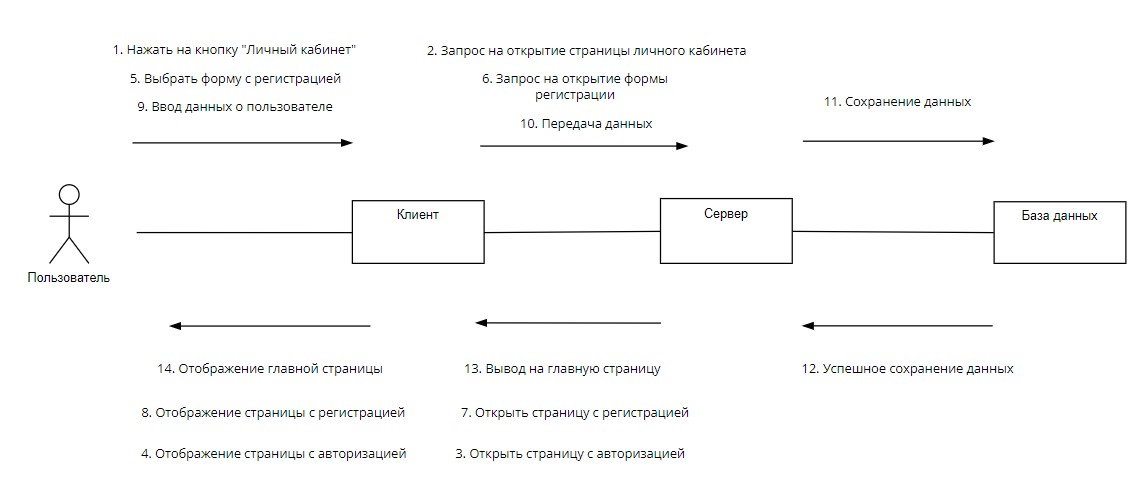 1. Нажать на кнопку "Личный кабинет"
5. Выбрать форму с регистрацией
9. Ввод данных о пользователе
2. Запрос на открытие страницы личного кабинета
6. Запрос на открытие формы
регистрации
10. Передача данных
11. Сохранение данных
Пользователь
Клиент
Сервер
База данных
14. Отображение главной страницы
8. Отображение страницы с регистрацией
4. Отображение страницы с авторизацией
13. Вывод на главную страницу
7. Открыть страницу с регистрацией
3. Открыть страницу с авторизацией
12. Успешное сохранение данных